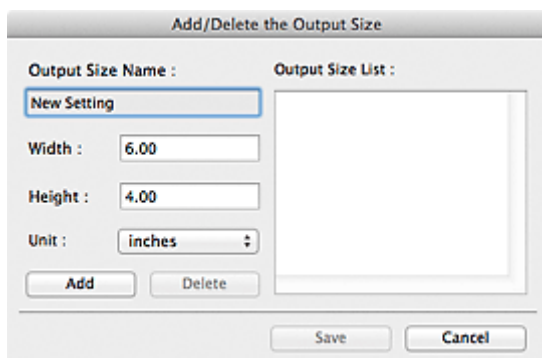 Add/Delete the Output Size
Output Size Name :
Output Size List :
New Setting
Width : 6.00
Height : 4.00
Unit : inches
Add Delete
Save Cancel